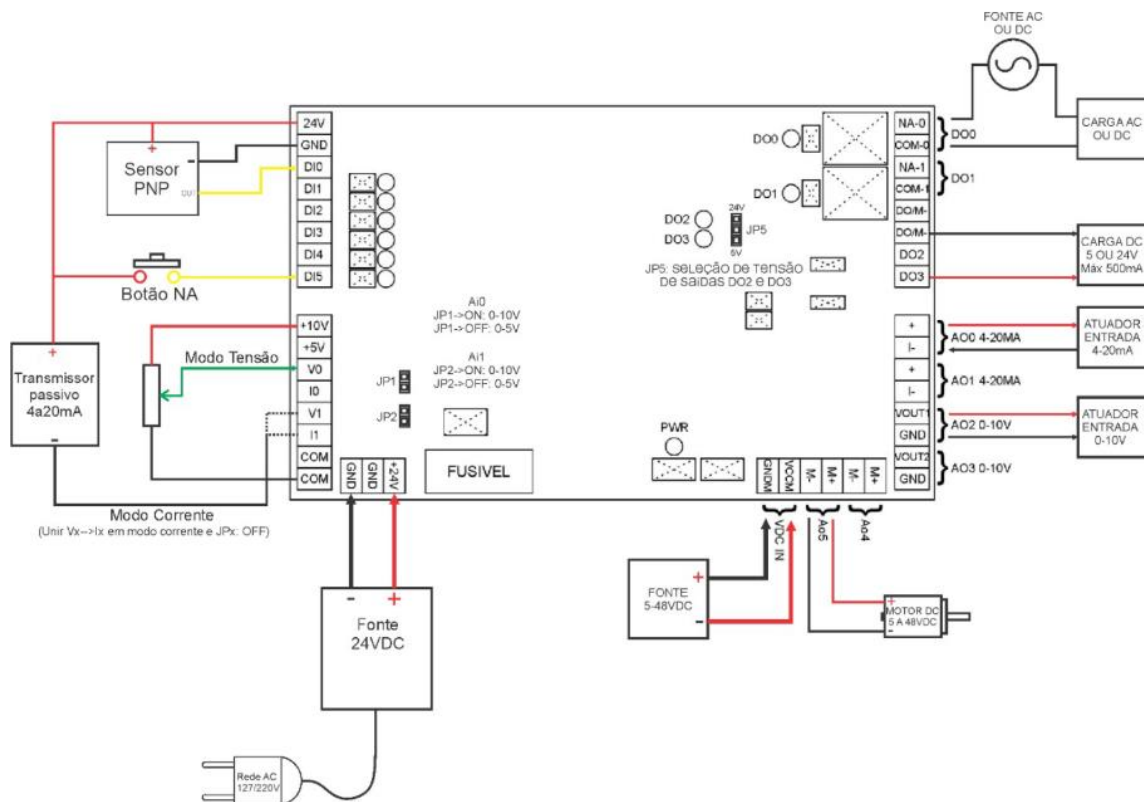 FONTE AC
OU DC
CARGA AC
OU DC
NA-0
COM-0
DO0
NA-1
COM-1
DO1
DO/M-
DO/M-
DO2
DO3
CARGA DC
5 OU 24V
Máx 500mA
+
I-
AO0 4-20MA
ATUADOR
ENTRADA
4-20mA
+
I-
AO1 4-20MA
VOUT1
GND
AO2 0-10V
ATUADOR
ENTRADA
0-10V
VOUT2
GND
AO3 0-10V
24V
GND
DI0
DI1
DI2
DI3
DI4
DI5
+
-
Sensor
PNP
OUT
Botão NA
+10V
+5V
V0
I0
V1
I1
COM
COM
+
Transmissor
passivo
4a20mA
-
Modo Tensão
Modo Corrente
(Unir Vx-->Ix em modo corrente e JPx: OFF)
DO0
DO1
DO2
DO3
24V
JP5
5V
JP5: SELEÇÃO DE TENSÃO
DE SAÍDAS DO2 e DO3
Ai0
JP1->ON: 0-10V
JP1->OFF: 0-5V
Ai1
JP2->ON: 0-10V
JP2->OFF: 0-5V
JP1
JP2
PWR
FUSIVEL
GND
GND
+24V
GNDM
VCCM
M-
M+
M-
M+
VDC IN
Ao5
Ao4
- +
Fonte
24VDC
FONTE
5-48VDC
+
-
+
MOTOR DC
5 A 48VDC
-
Rede AC
127/220V